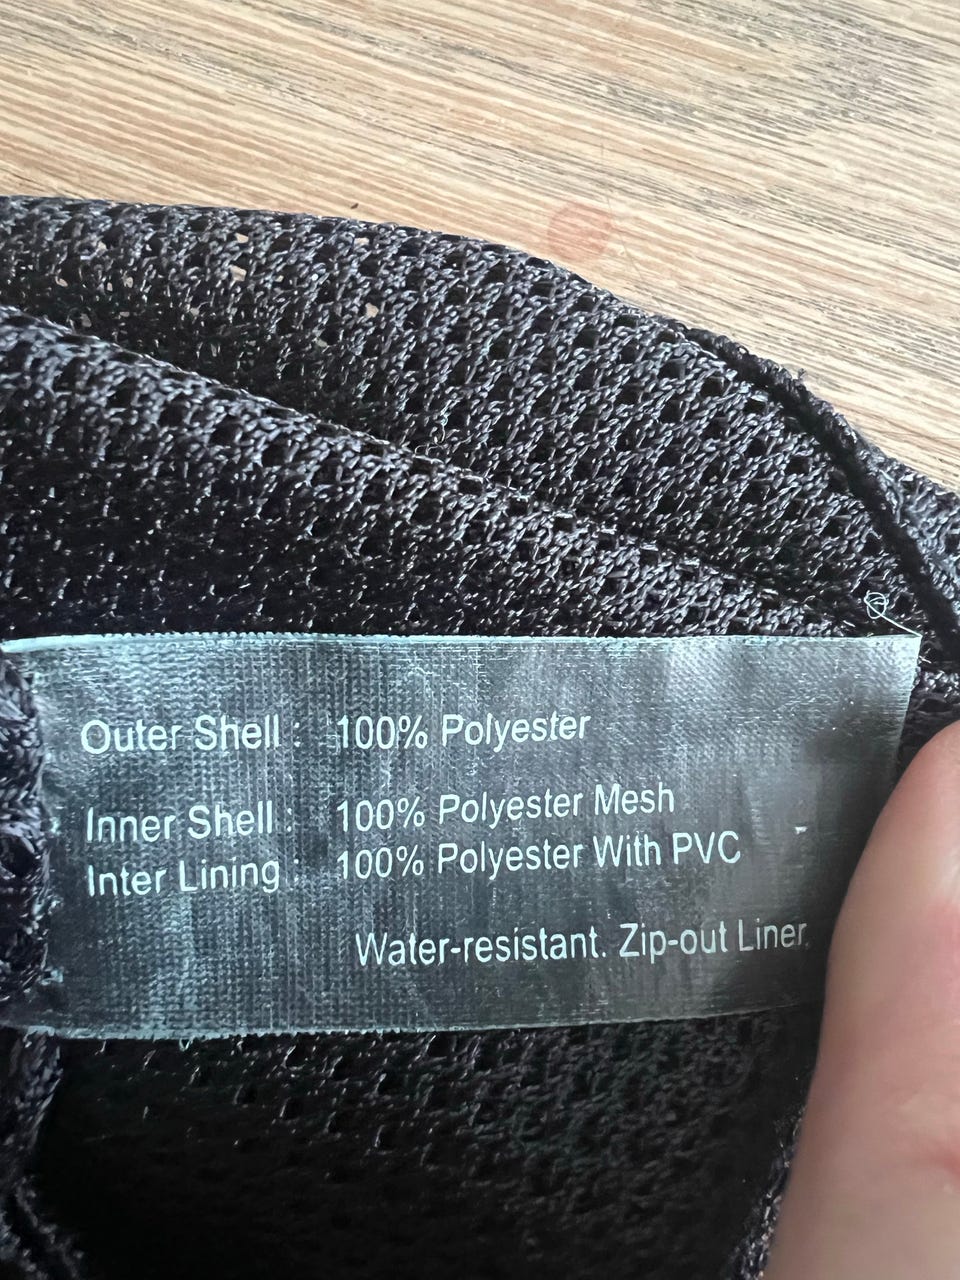 Outer Shell : 100% Polyester
Inner Shell : 100% Polyester Mesh
Inter Lining : 100% Polyester With PVC
Water-resistant. Zip-out Liner.